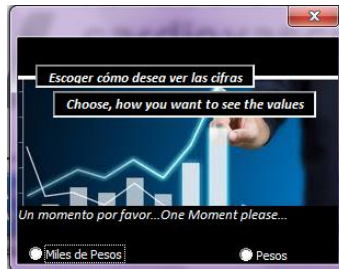 Escoger cómo desea ver las cifras
Choose, how you want to see the values
Un momento por favor...One Moment please...
Miles de Pesos
Pesos